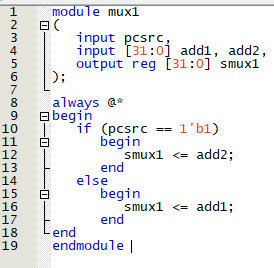 1 module mux1
2 (
3 input pcsrc,
4 input [31:0] add1, add2,
5 output reg [31:0] smux1
6 );
7
8 always @*
9 begin
10 if (pcsrc == 1'b1)
11 begin
12 smux1 <= add2;
13 end
14 else
15 begin
16 smux1 <= add1;
17 end
18 end
19 endmodule